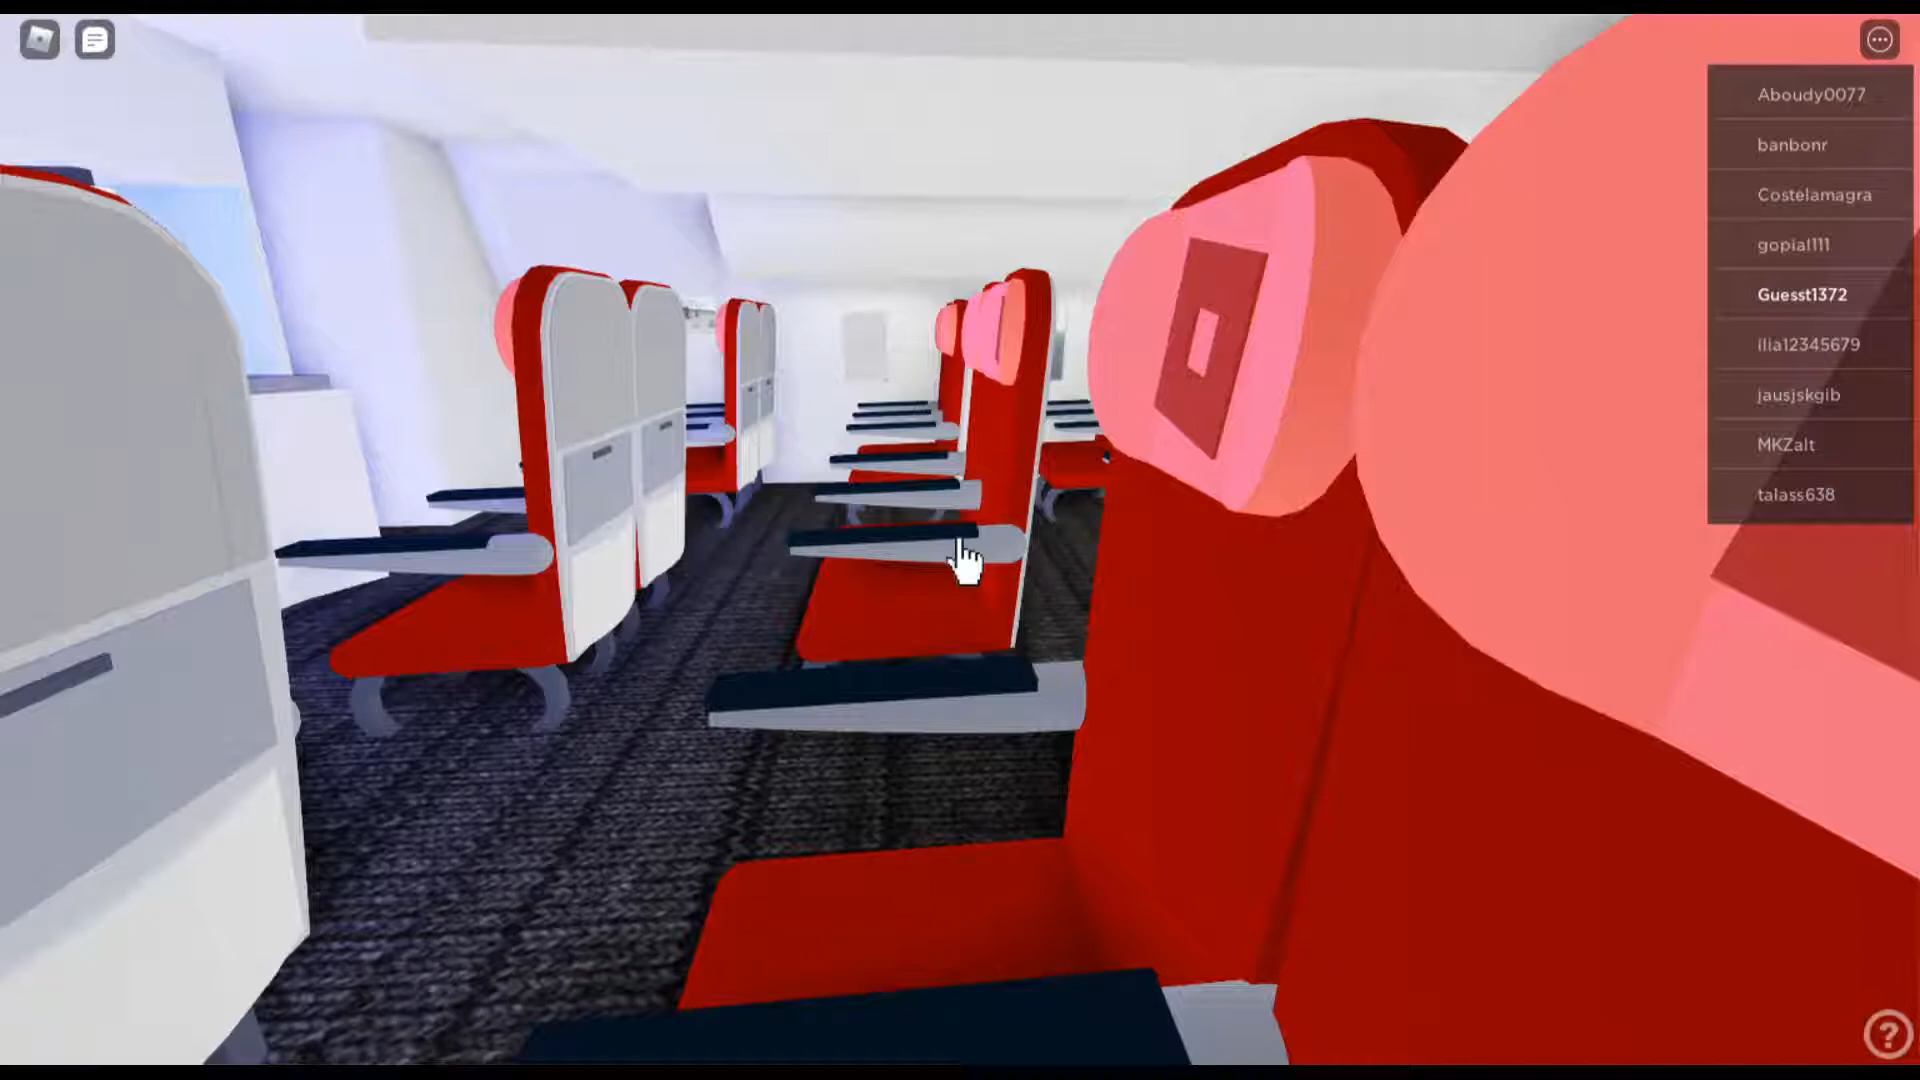 Aboudy0077
banbonr
Costelamagra
gopial111
Guesst1372
ilia12345679
jausjskgib
MKZalt
talass638
?